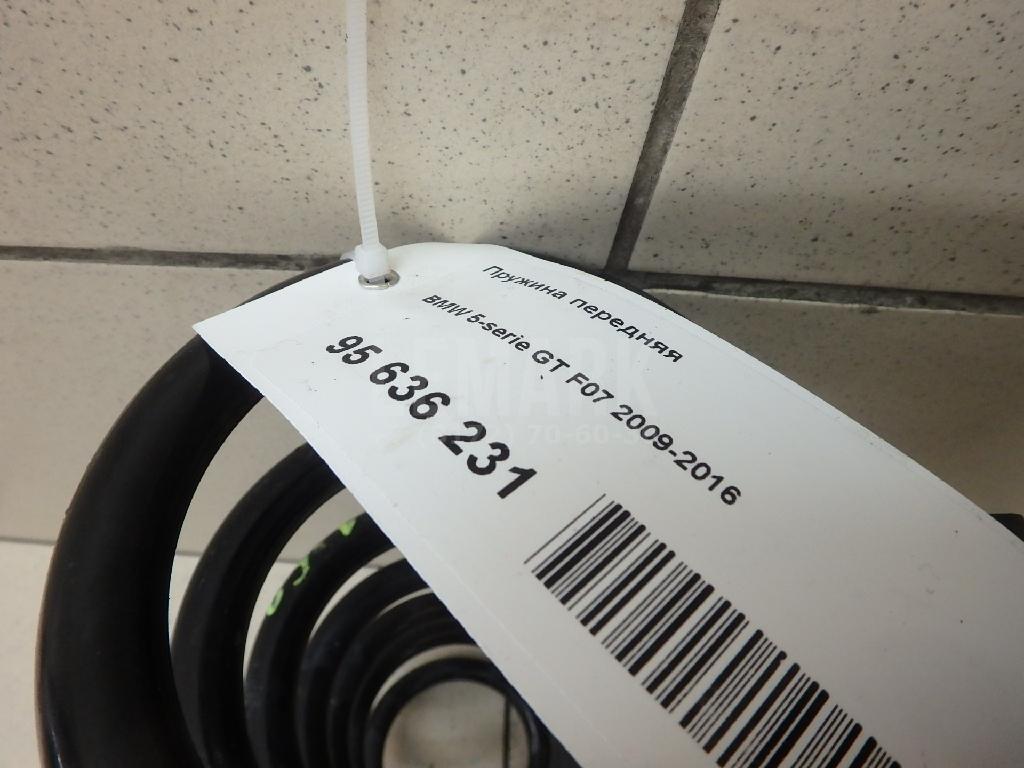 Пружина передняя
BMW 5-serie GT F07 2009-2016
95 636 231